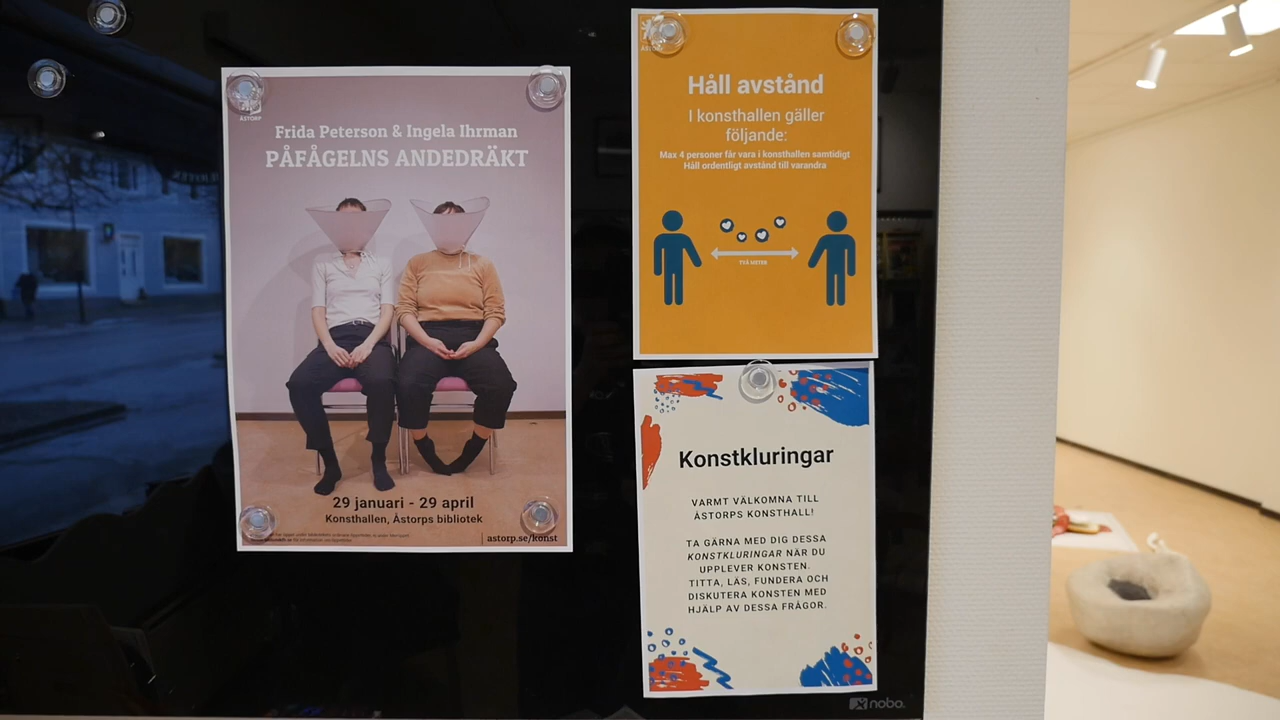 ÅSTORP
Frida Peterson & Ingela Ihrman
PÅFÅGELNS ANDEDRÄKT
29 januari - 29 april
Konsthallen, Åstorps bibliotek
astorp.se/konst
Håll avstånd
I konsthallen gäller
följande:
Max 4 personer får vara i konsthallen samtidigt
Håll ordentligt avstånd till varandra
TVÅ METER
Konstkluringar
VARMT VÄLKOMNA TILL
ÅSTORPS KONSTHALL!
TA GÄRNA MED DIG DESSA
KONSTKLURINGAR NÄR DU
UPPLEVER KONSTEN.
TITTA, LÄS, FUNDERA OCH
DISKUTERA KONSTEN MED
HJÄLP AV DESSA FRÅGOR.
nobo